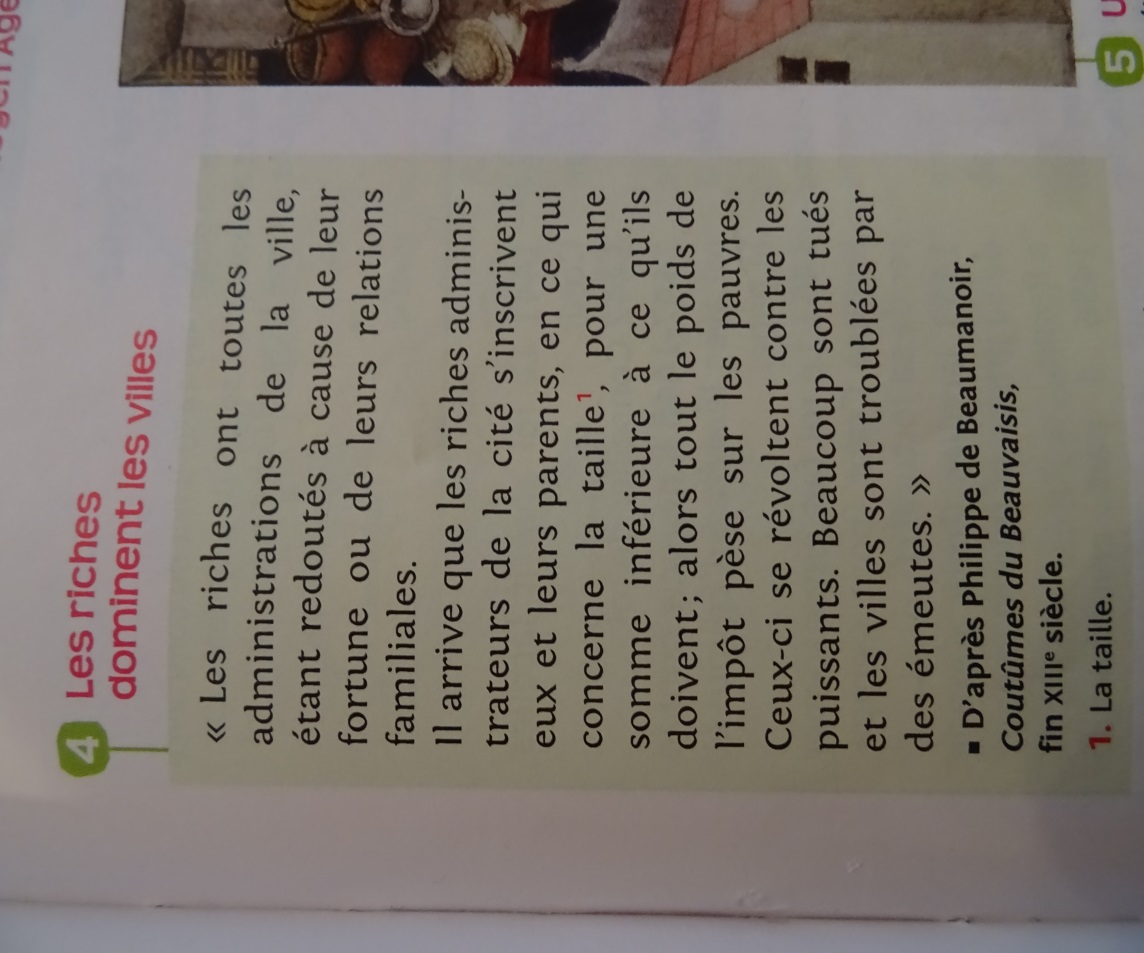 4 Les riches
dominent les villes
« Les riches ont toutes les
administrations de la ville,
étant redoutés à cause de leur
fortune ou de leurs relations
familiales.
Il arrive que les riches adminis-
trateurs de la cité s'inscrivent
eux et leurs parents, en ce qui
concerne la taille¹, pour une
somme inférieure à ce qu'ils
doivent ; alors tout le poids de
l'impôt pèse sur les pauvres.
Ceux-ci se révoltent contre les
puissants. Beaucoup sont tués
et les villes sont troublées par
des émeutes. »
▪ D'après Philippe de Beaumanoir,
Coutûmes du Beauvaisis,
fin XIIIᵉ siècle.
1. La taille.
5